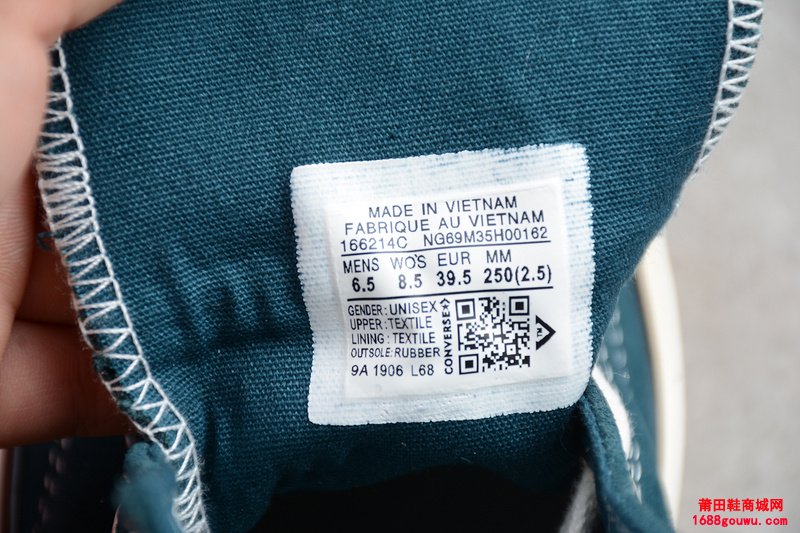 MADE IN VIETNAM
FABRIQUE AU VIETNAM
166214C NG69M35H00162
MENS WO'S EUR MM
6.5 8.5 39.5 250(2.5)
GENDER: UNISEX
UPPER: TEXTILE
LINING: TEXTILE
OUTSOLE: RUBBER
9A 1906 L68
CONVERSE
TM
莆田鞋商城网
1688gouwu.com